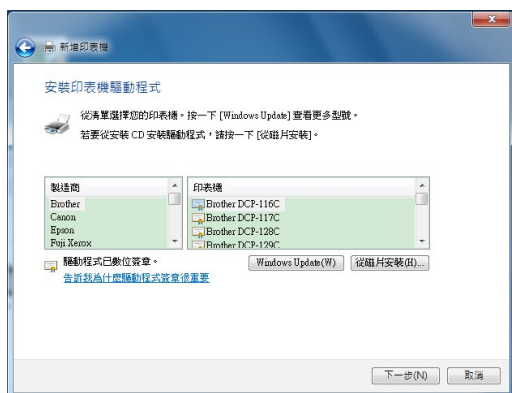 新增印表機
安裝印表機驅動程式
從清單選擇您的印表機。按一下 [Windows Update] 查看更多型號。
若要從安裝 CD 安裝驅動程式，請按一下 [從磁片安裝]。
製造商
Brother
Canon
Epson
Fuji Xerox
印表機
Brother DCP-116C
Brother DCP-117C
Brother DCP-128C
Brother DCP-129C
驅動程式已數位簽章。
告訴我為什麼驅動程式簽章很重要
Windows Update(W)
從磁片安裝(H)...
下一步(N)
取消